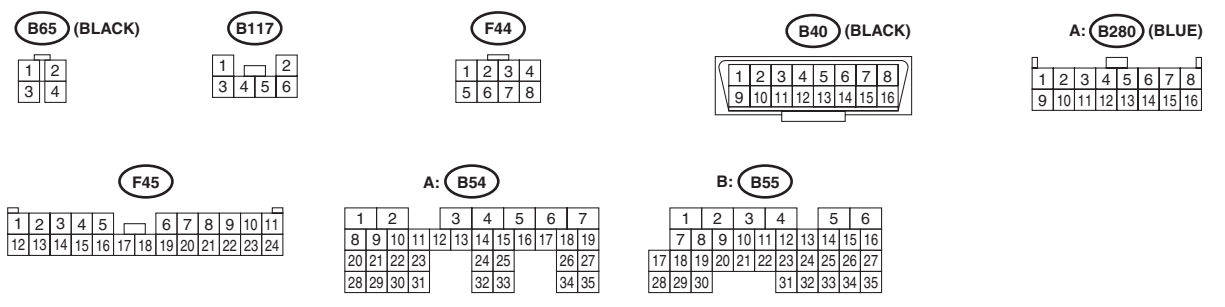 B65 (BLACK)
1 2
3 4
B117
1 2
3 4 5 6
F44
1 2 3 4
5 6 7 8
B40 (BLACK)
1 2 3 4 5 6 7 8
9 10 11 12 13 14 15 16
A: B280 (BLUE)
1 2 3 4 5 6 7 8
9 10 11 12 13 14 15 16
F45
1 2 3 4 5 6 7 8 9 10 11
12 13 14 15 16 17 18 19 20 21 22 23 24
A: B54
1 2 3 4 5 6 7
8 9 10 11 12 13 14 15 16 17 18 19
20 21 22 23 24 25 26 27
28 29 30 31 32 33 34 35
B: B55
1 2 3 4 5 6
7 8 9 10 11 12 13 14 15 16
17 18 19 20 21 22 23 24 25 26 27
28 29 30 31 32 33 34 35